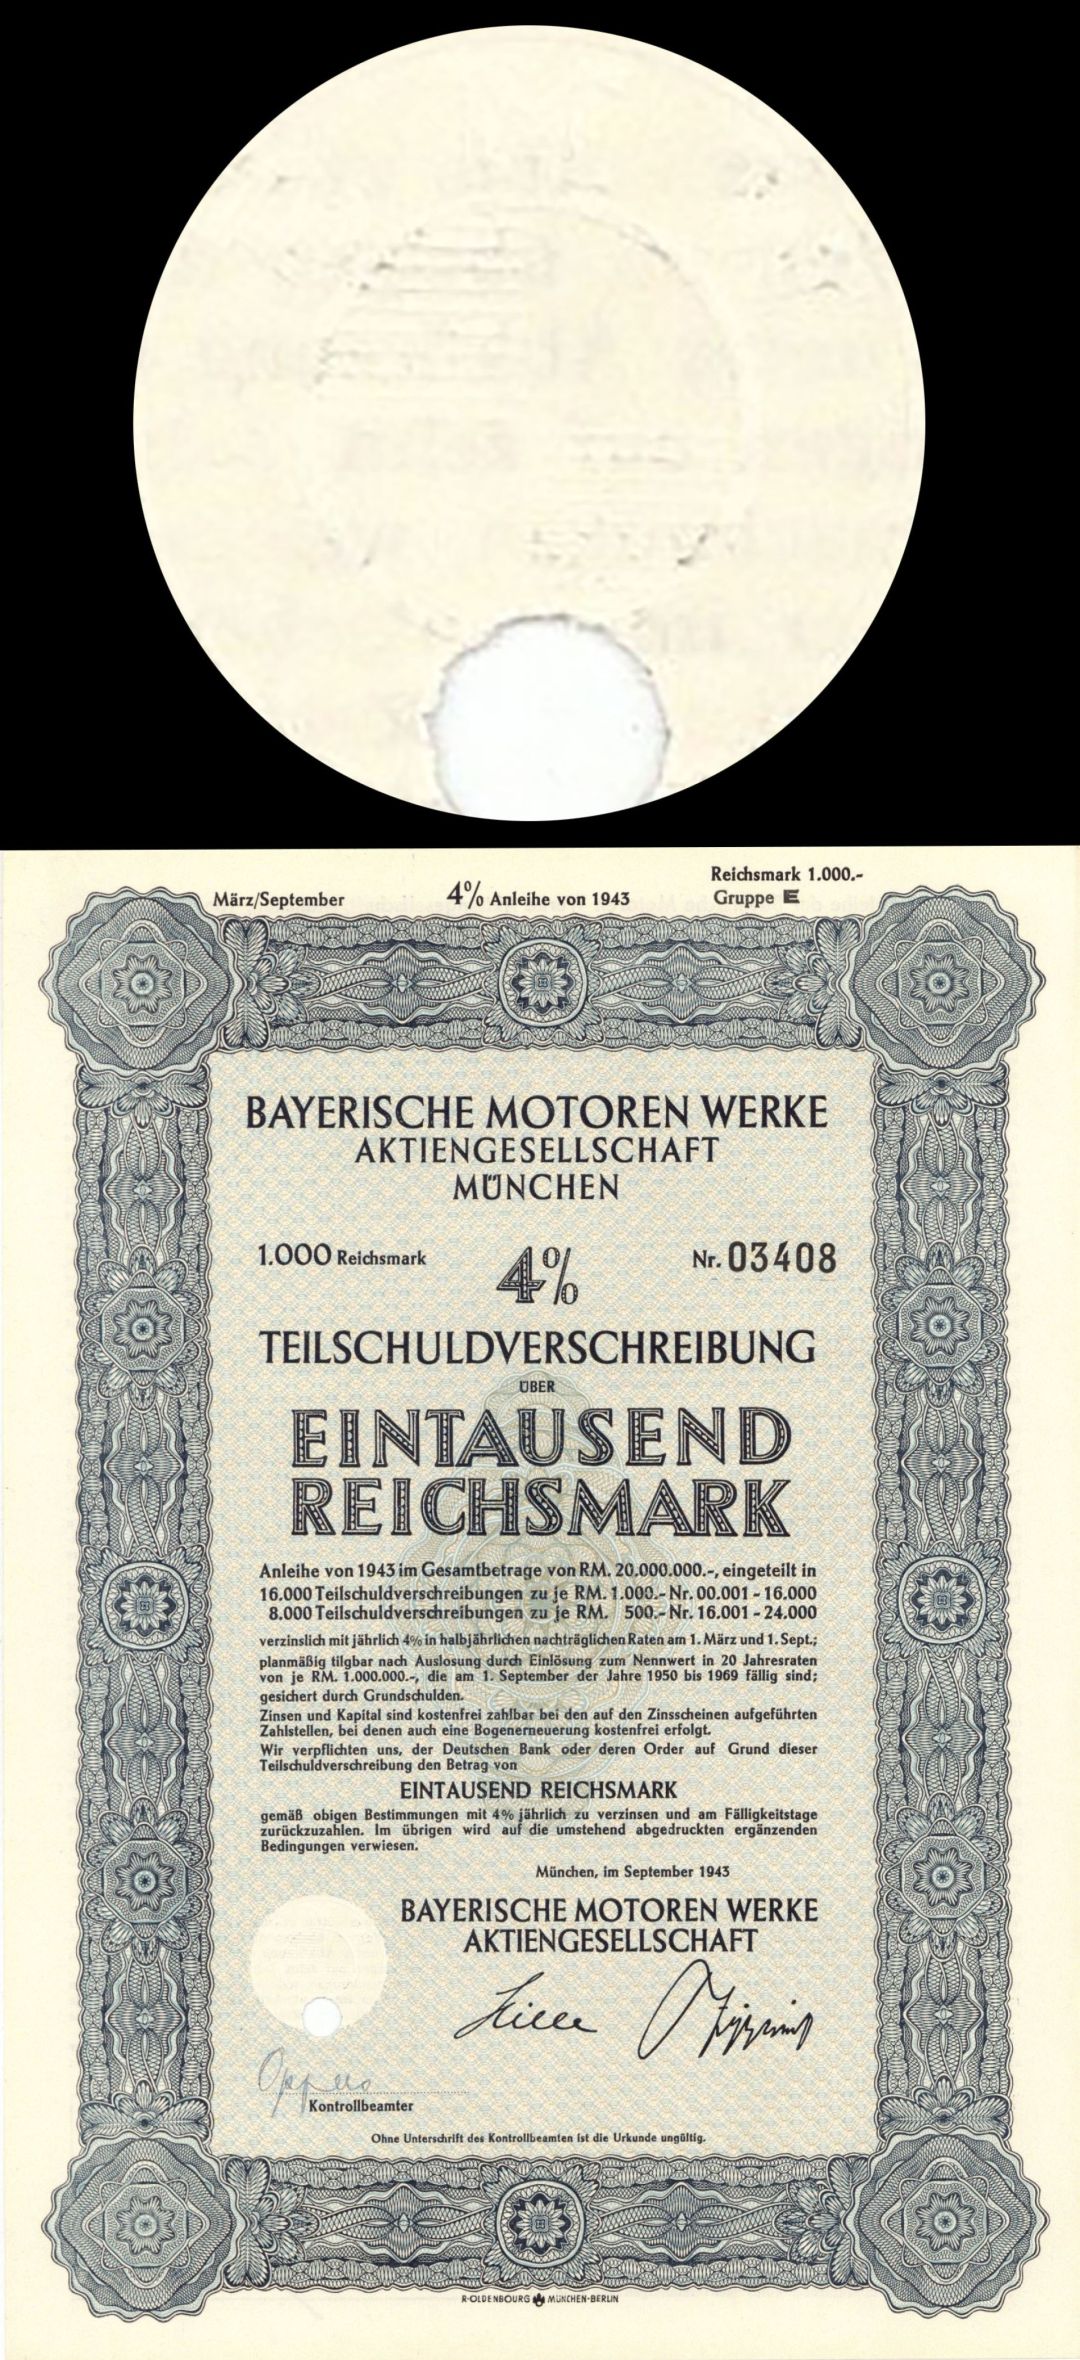 Reichsmark 1.000.-
März/September 4% Anleihe von 1943 Gruppe E
BAYERISCHE MOTOREN WERKE
AKTIENGESELLSCHAFT
MÜNCHEN
1.000 Reichsmark 4% Nr. 03408
TEILSCHULDVERSCHREIBUNG
ÜBER
EINTAUSEND
REICHSMARK
Anleihe von 1943 im Gesamtbetrage von RM. 20.000.000.-, eingeteilt in
16.000 Teilschuldverschreibungen zu je RM. 1.000.- Nr. 00.001 - 16.000
8.000 Teilschuldverschreibungen zu je RM. 500.- Nr. 16.001 - 24.000
verzinslich mit jährlich 4% in halbjährlichen nachträglichen Raten am 1. März und 1. Sept.;
planmäßig tilgbar nach Auslosung durch Einlösung zum Nennwert in 20 Jahresraten
von je RM. 1.000.000.-, die am 1. September der Jahre 1950 bis 1969 fällig sind;
gesichert durch Grundschulden.
Zinsen und Kapital sind kostenfrei zahlbar bei den auf den Zinsscheinen aufgeführten
Zahlstellen, bei denen auch eine Bogenerneuerung kostenfrei erfolgt.
Wir verpflichten uns, der Deutschen Bank oder deren Order auf Grund dieser
Teilschuldverschreibung den Betrag von
EINTAUSEND REICHSMARK
gemäß obigen Bestimmungen mit 4% jährlich zu verzinsen und am Fälligkeitstage
zurückzuzahlen. Im übrigen wird auf die umstehend abgedruckten ergänzenden
Bedingungen verwiesen.
München, im September 1943
BAYERISCHE MOTOREN WERKE
AKTIENGESELLSCHAFT
Hille
Kontrollbeamter
Ohne Unterschrift des Kontrollbeamten ist die Urkunde ungültig.
R·OLDENBOURG MÜNCHEN-BERLIN